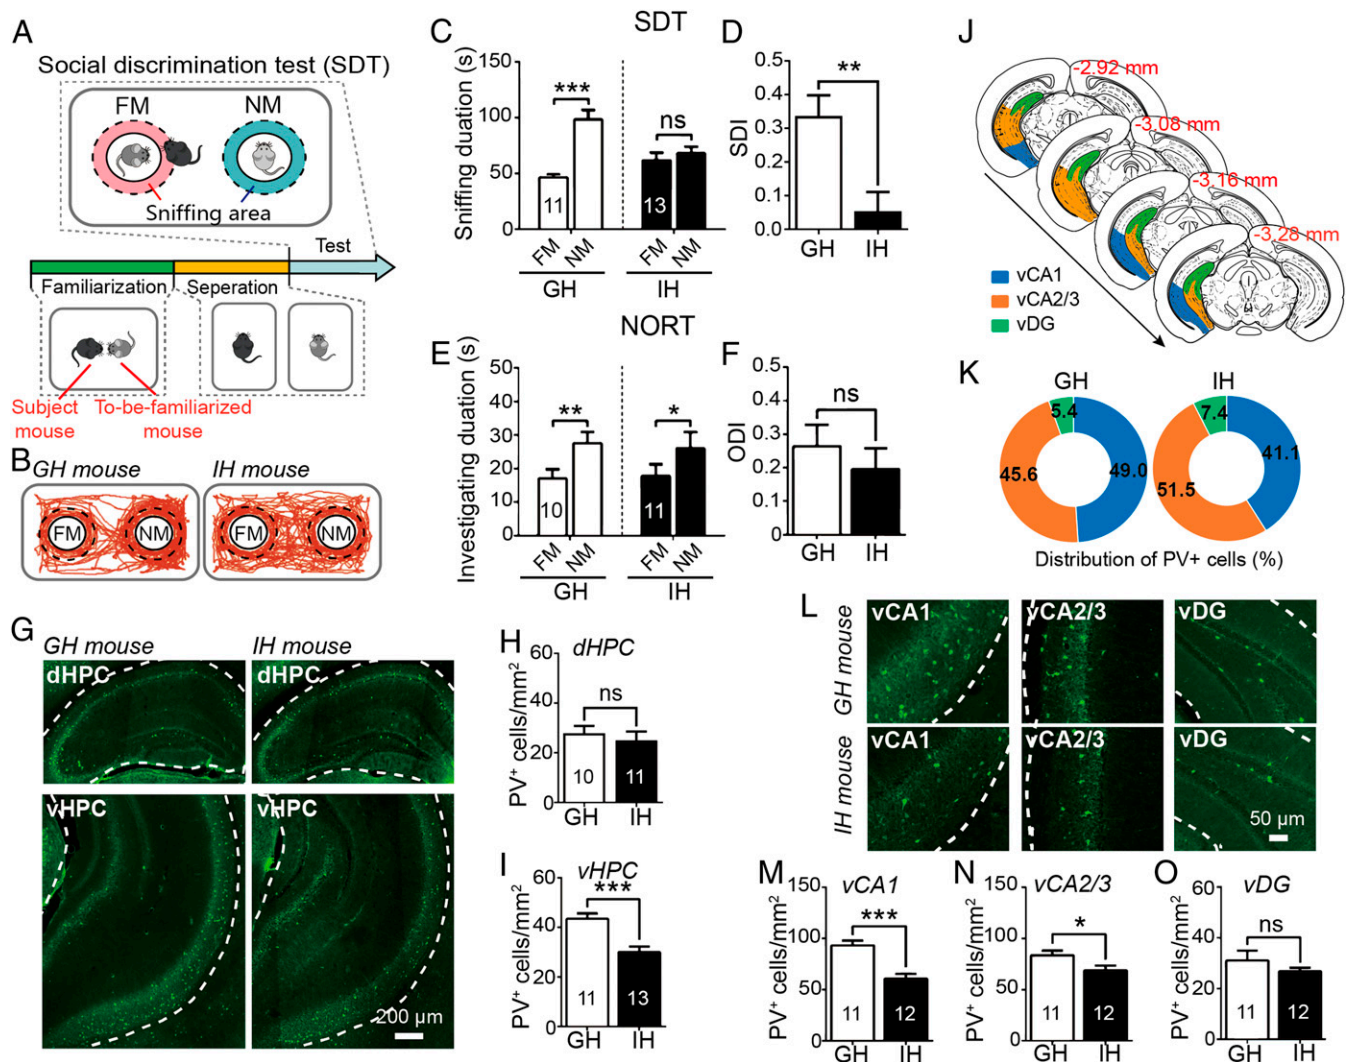 A
Social discrimination test (SDT)
FM
NM
Sniffing area
Test
Familiarization
Seperation
Subject
mouse
To-be-familiarized
mouse
B
GH mouse
IH mouse
FM
NM
FM
NM
SDT
C
Sniffing duation (s)
150
100
50
0
***
ns
11
13
FM
NM
FM
NM
GH
IH
D
SDI
0.5
0.4
0.3
0.2
0.1
0.0
**
GH
IH
NORT
E
Investigating duation (s)
50
40
30
20
10
0
**
*
10
11
FM
NM
FM
NM
GH
IH
F
ODI
0.5
0.4
0.3
0.2
0.1
0
ns
GH
IH
G
GH mouse
IH mouse
dHPC
dHPC
vHPC
vHPC
200 µm
H
dHPC
PV⁺ cells/mm²
60
40
20
0
ns
10
11
GH
IH
I
vHPC
PV⁺ cells/mm²
60
40
20
0
***
11
13
GH
IH
J
-2.92 mm
-3.08 mm
-3.16 mm
-3.28 mm
vCA1
vCA2/3
vDG
K
GH
IH
5.4
45.6
49.0
7.4
41.1
51.5
Distribution of PV+ cells (%)
L
GH mouse
vCA1
vCA2/3
vDG
IH mouse
vCA1
vCA2/3
vDG
50 µm
M
vCA1
PV⁺ cells/mm²
150
100
50
0
***
11
12
GH
IH
N
vCA2/3
PV⁺ cells/mm²
150
100
50
0
*
11
12
GH
IH
O
vDG
PV⁺ cells/mm²
60
40
20
0
ns
11
12
GH
IH